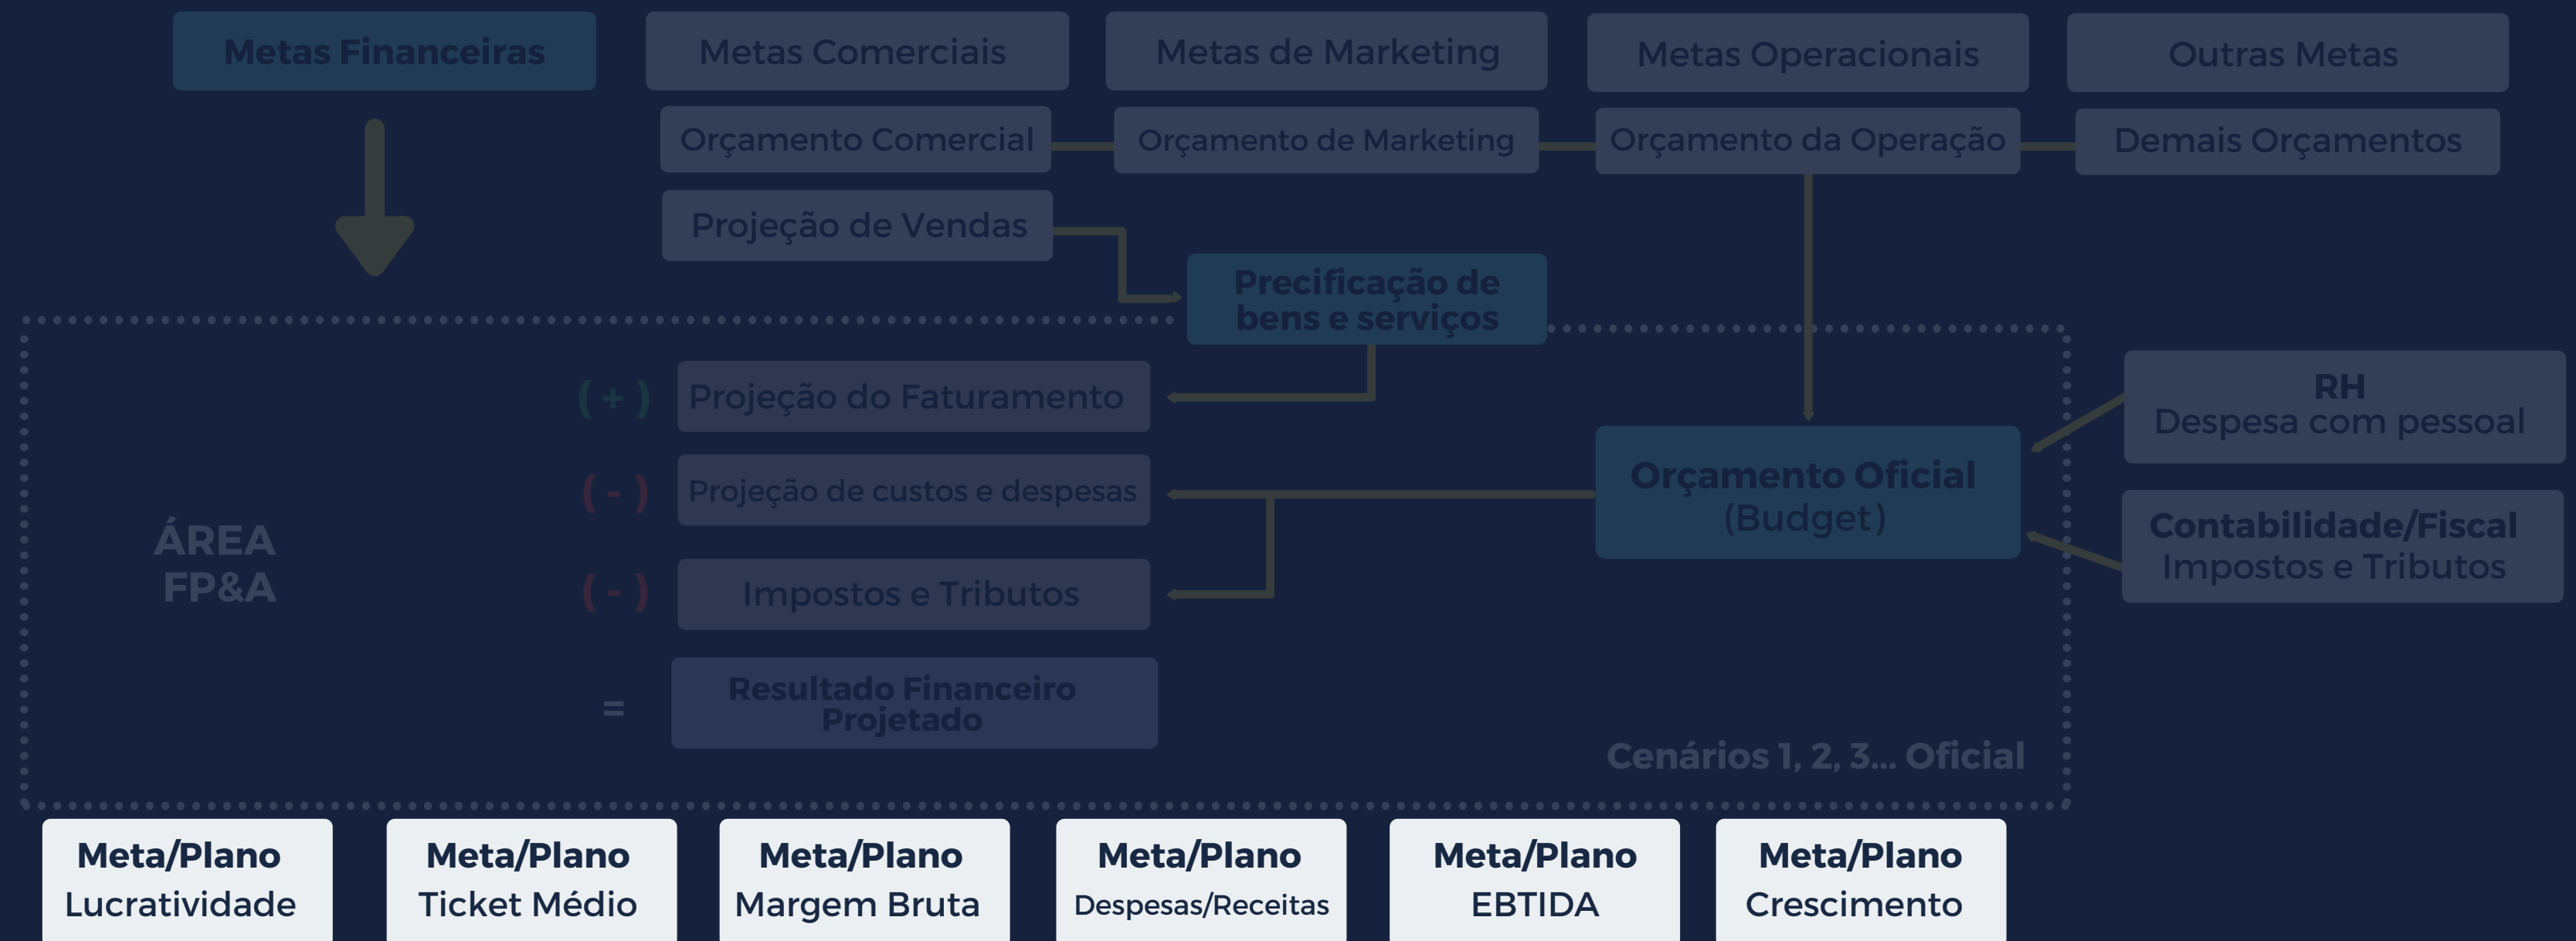 Metas Financeiras
Metas Comerciais
Metas de Marketing
Metas Operacionais
Outras Metas
Orçamento Comercial
Orçamento de Marketing
Orçamento da Operação
Demais Orçamentos
Projeção de Vendas
Precificação de
bens e serviços
( + )
Projeção do Faturamento
RH
Despesa com pessoal
( - )
Projeção de custos e despesas
Orçamento Oficial
(Budget)
Contabilidade/Fiscal
Impostos e Tributos
ÁREA
FP&A
( - )
Impostos e Tributos
=
Resultado Financeiro
Projetado
Cenários 1, 2, 3... Oficial
Meta/Plano
Lucratividade
Meta/Plano
Ticket Médio
Meta/Plano
Margem Bruta
Meta/Plano
Despesas/Receitas
Meta/Plano
EBTIDA
Meta/Plano
Crescimento